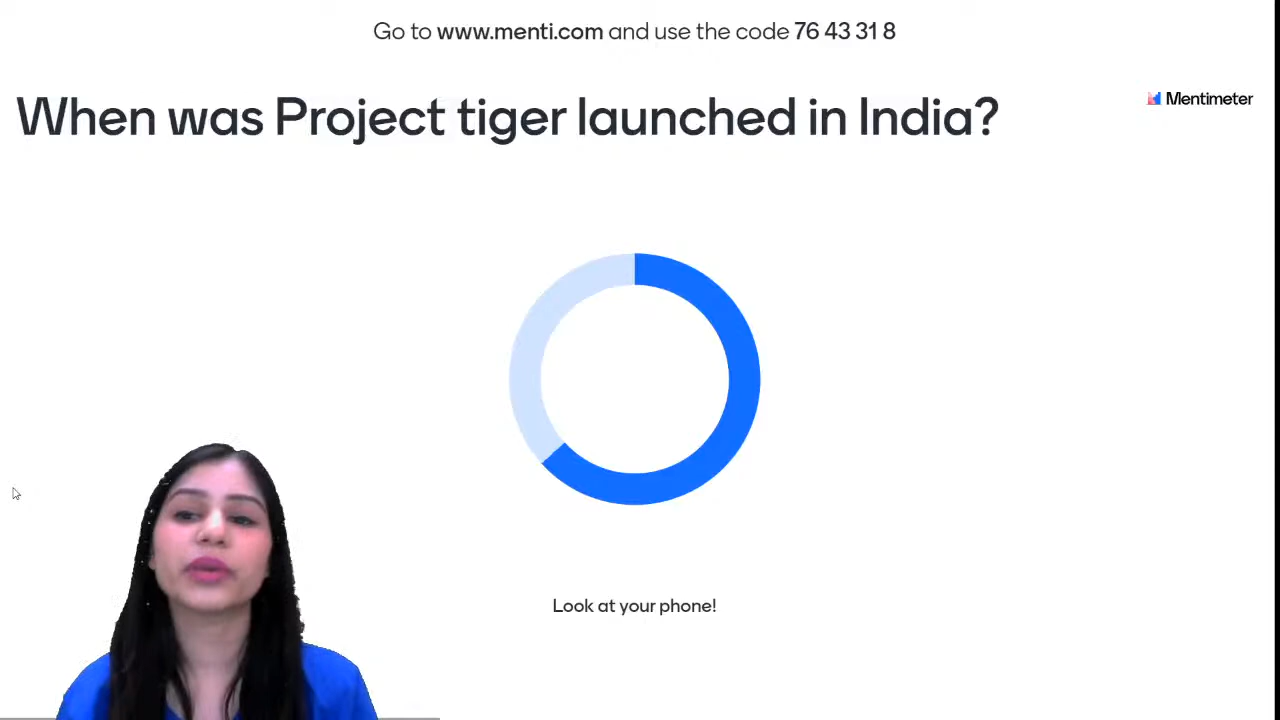 Go to www.menti.com and use the code 76 43 31 8
When was Project tiger launched in India?
Mentimeter
Look at your phone!